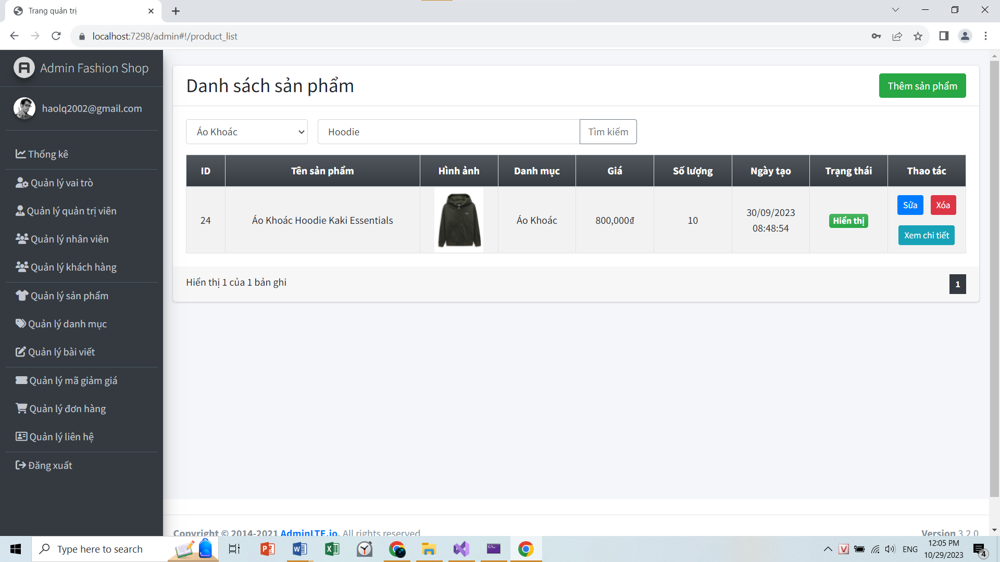 Trang quản trị
localhost:7298/admin#!/product_list
Admin Fashion Shop
haolq2002@gmail.com
Thống kê
Quản lý vai trò
Quản lý quản trị viên
Quản lý nhân viên
Quản lý khách hàng
Quản lý sản phẩm
Quản lý danh mục
Quản lý bài viết
Quản lý mã giảm giá
Quản lý đơn hàng
Quản lý liên hệ
Đăng xuất
Danh sách sản phẩm
Thêm sản phẩm
Áo Khoác
Hoodie
Tìm kiếm
ID Tên sản phẩm Hình ảnh Danh mục Giá Số lượng Ngày tạo Trạng thái Thao tác
24 Áo Khoác Hoodie Kaki Essentials Áo Khoác 800,000₫ 10 30/09/2023 08:48:54 Hiển thị Sửa Xóa
Xem chi tiết
Hiển thị 1 của 1 bản ghi
1
Copyright © 2014-2021 AdminLTE.io. All rights reserved
Version 3.2.0
Type here to search
ENG
12:05 PM
10/29/2023
4